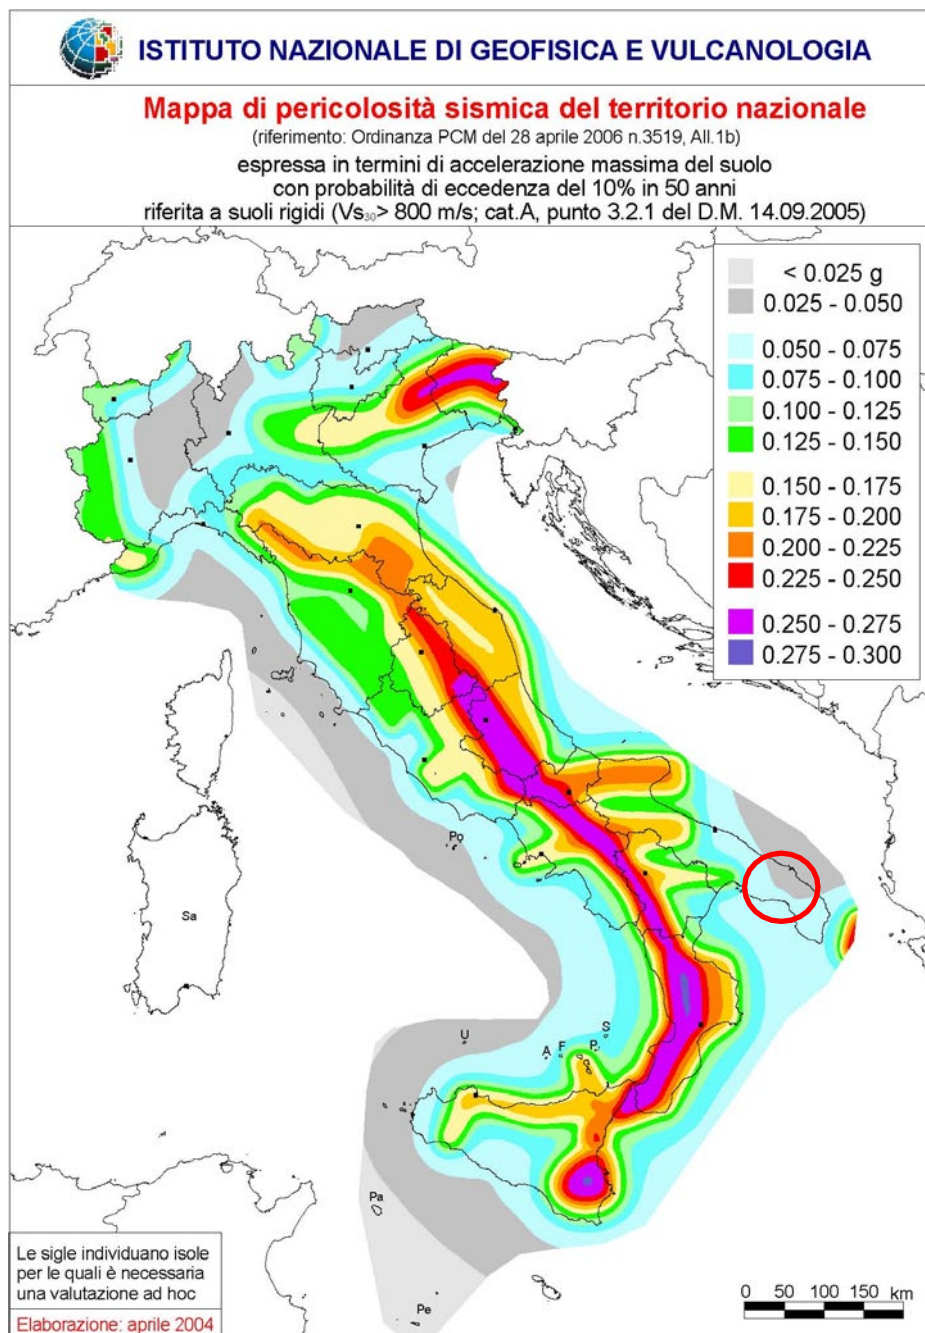 ISTITUTO NAZIONALE DI GEOFISICA E VULCANOLOGIA
Mappa di pericolosità sismica del territorio nazionale
(riferimento: Ordinanza PCM del 28 aprile 2006 n.3519, All.1b)
espressa in termini di accelerazione massima del suolo
con probabilità di eccedenza del 10% in 50 anni
riferita a suoli rigidi (Vs₃₀> 800 m/s; cat.A, punto 3.2.1 del D.M. 14.09.2005)
< 0.025 g
0.025 - 0.050
0.050 - 0.075
0.075 - 0.100
0.100 - 0.125
0.125 - 0.150
0.150 - 0.175
0.175 - 0.200
0.200 - 0.225
0.225 - 0.250
0.250 - 0.275
0.275 - 0.300
Po
Sa
U
A
F
P
S
Pa
Pe
Le sigle individuano isole
per le quali è necessaria
una valutazione ad hoc
Elaborazione: aprile 2004
0 50 100 150 km